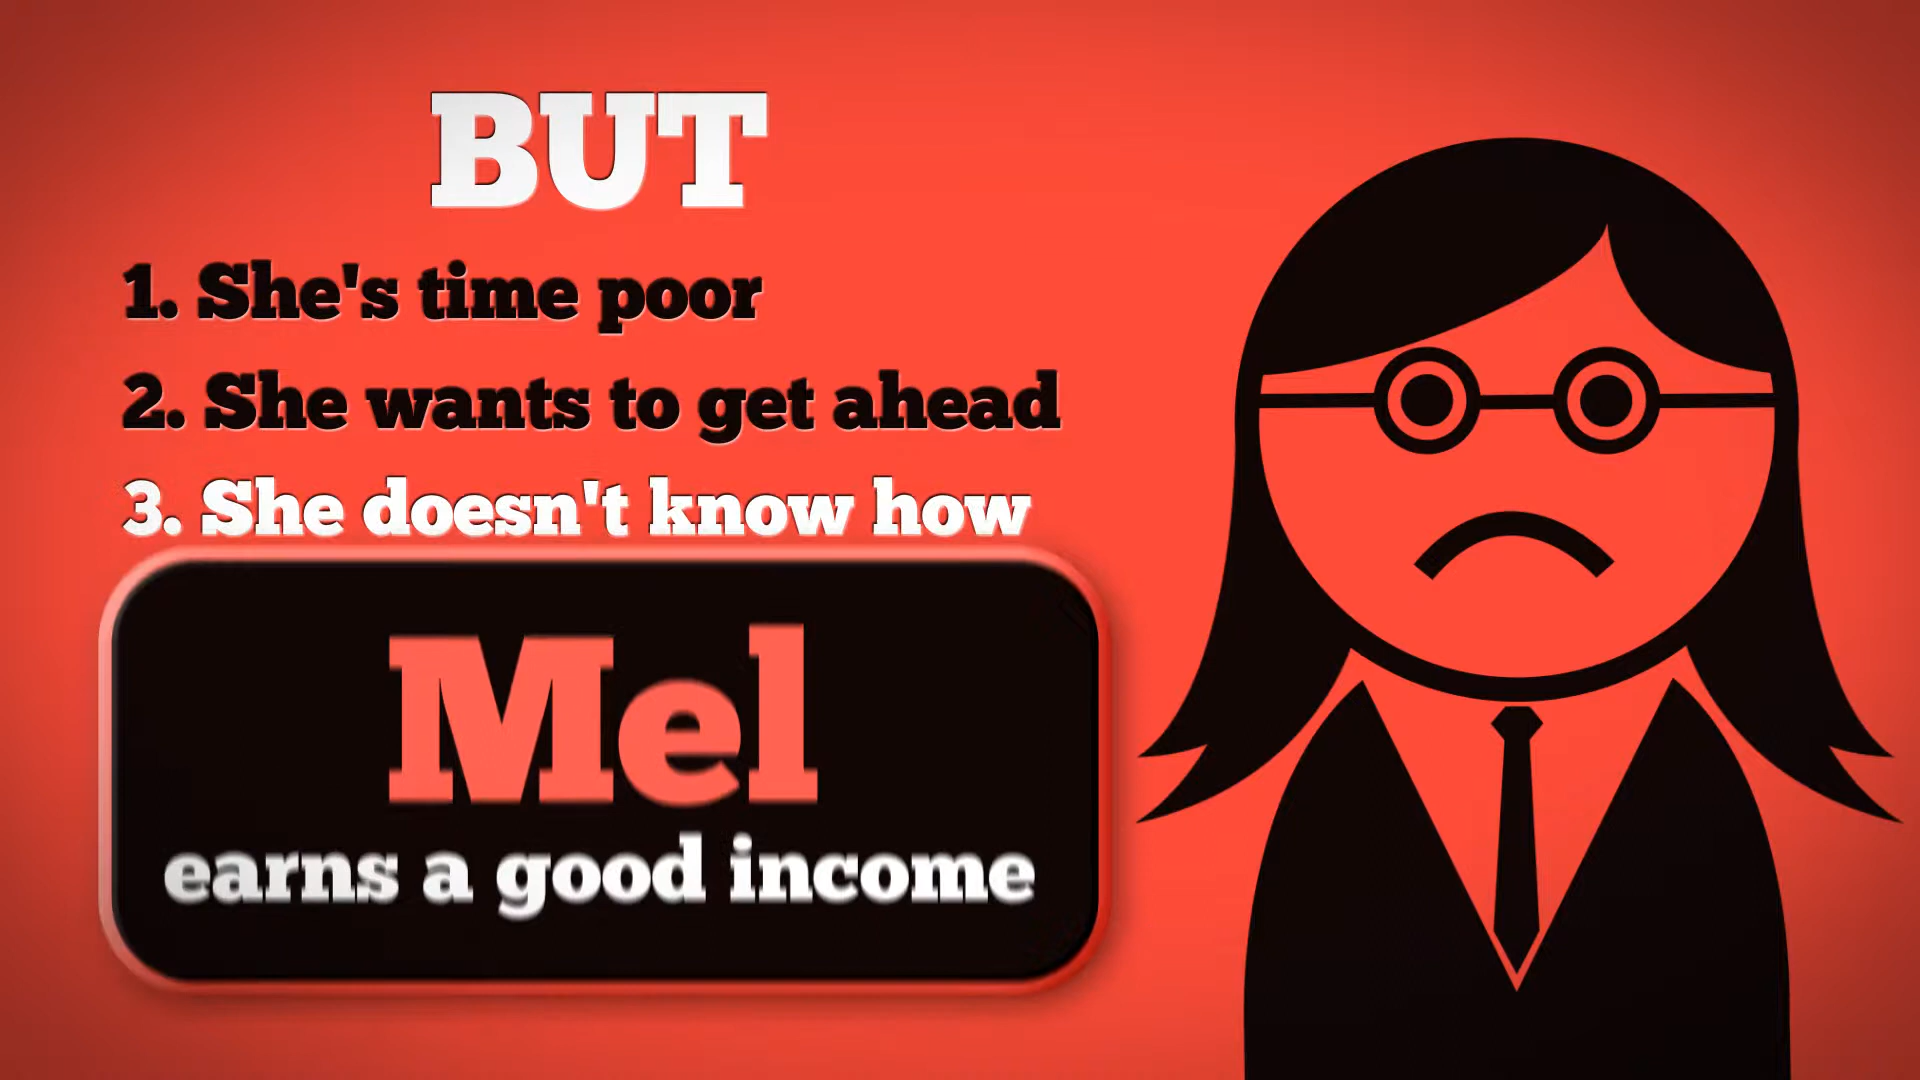 BUT
1. She's time poor
2. She wants to get ahead
3. She doesn't know how
Mel
earns a good income